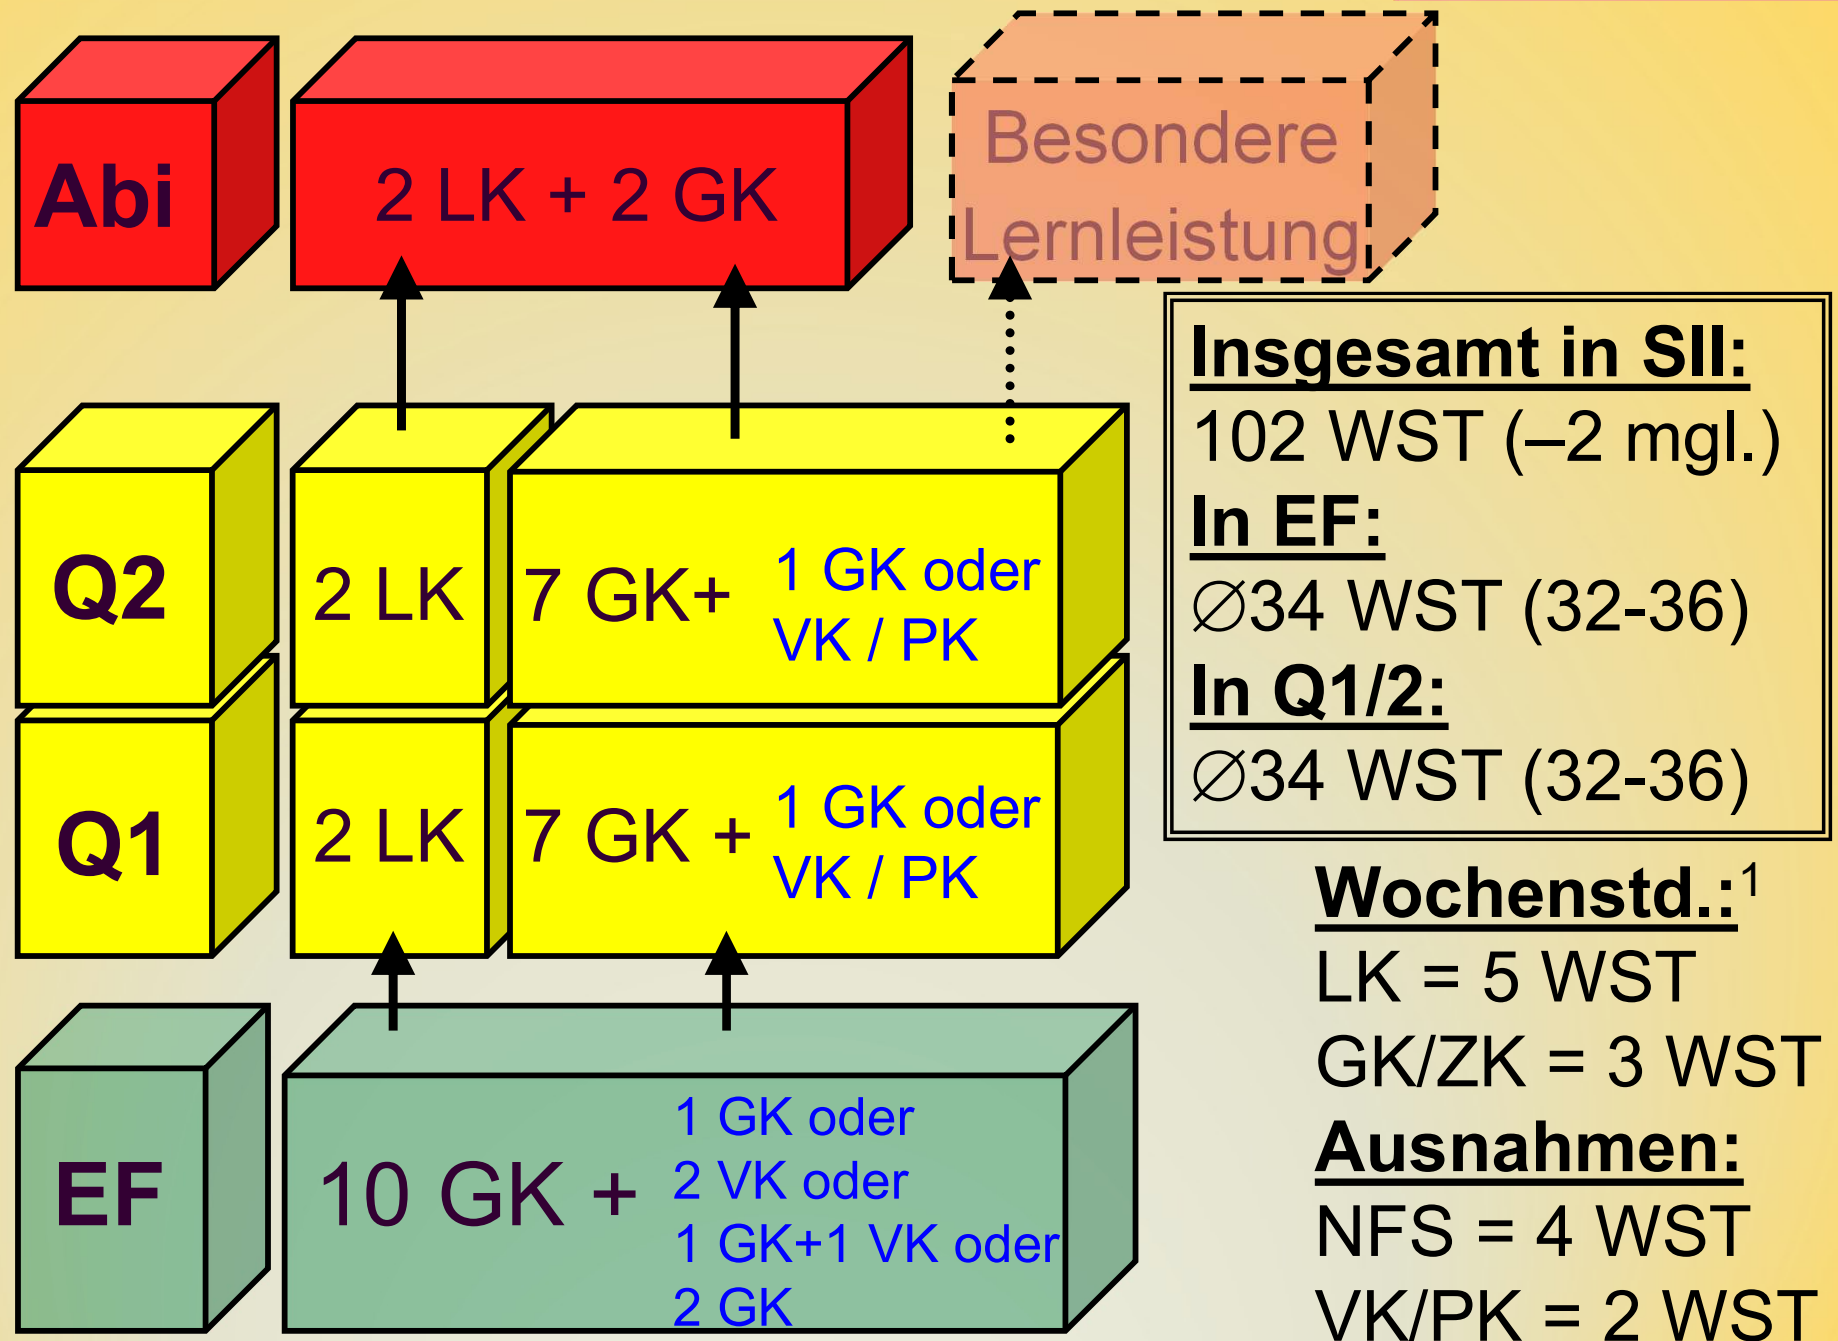 Abi
2 LK + 2 GK
Besondere
Lernleistung
Q2
2 LK
7 GK+
1 GK oder
VK / PK
Q1
2 LK
7 GK +
1 GK oder
VK / PK
EF
10 GK +
1 GK oder
2 VK oder
1 GK+1 VK oder
2 GK
Insgesamt in SII:
102 WST (–2 mgl.)
In EF:
∅34 WST (32-36)
In Q1/2:
∅34 WST (32-36)
Wochenstd.:¹
LK = 5 WST
GK/ZK = 3 WST
Ausnahmen:
NFS = 4 WST
VK/PK = 2 WST